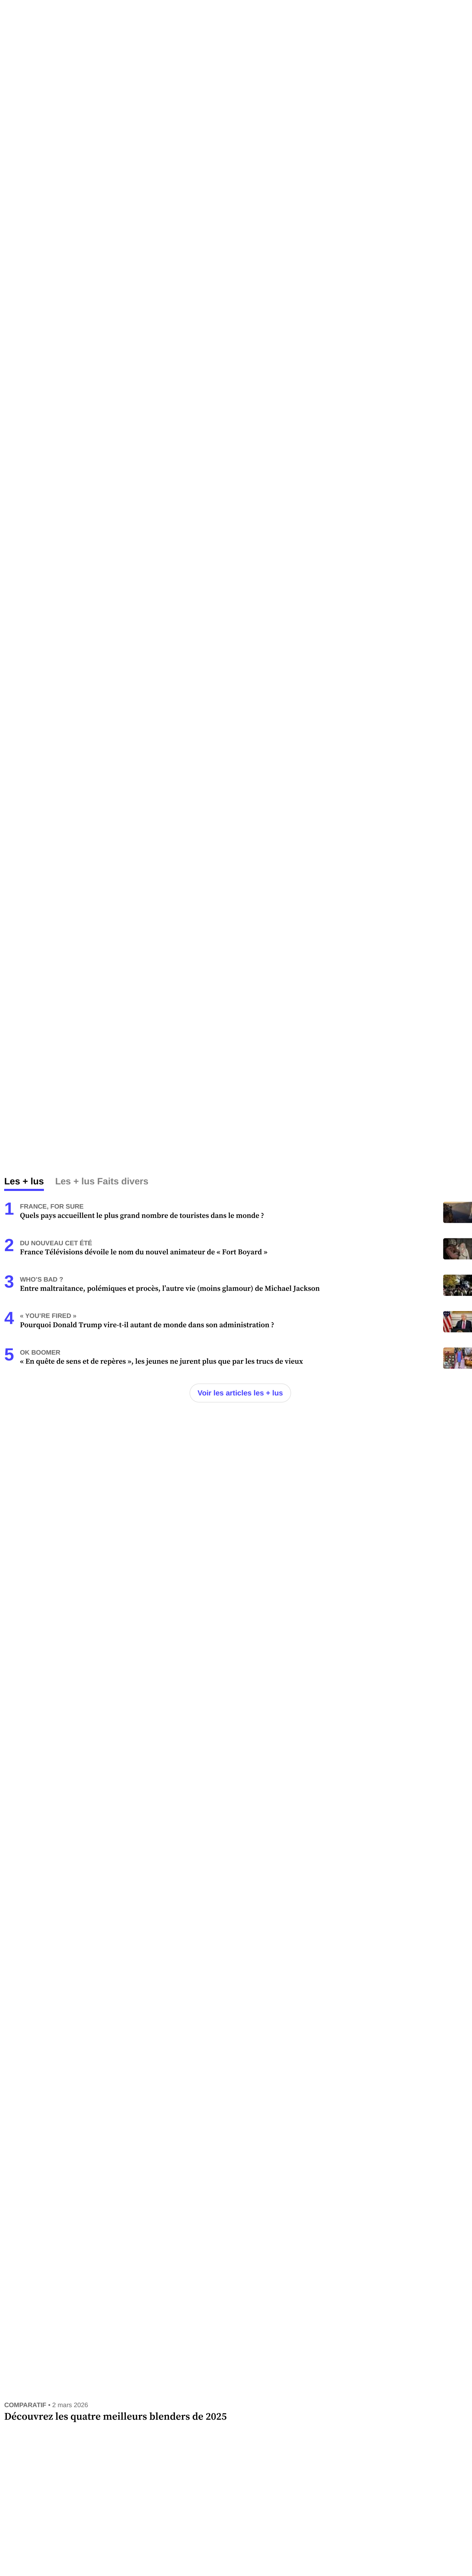 Les + lus Les + lus Faits divers
1
FRANCE, FOR SURE
Quels pays accueillent le plus grand nombre de touristes dans le monde ?
2
DU NOUVEAU CET ÉTÉ
France Télévisions dévoile le nom du nouvel animateur de « Fort Boyard »
3
WHO'S BAD ?
Entre maltraitance, polémiques et procès, l'autre vie (moins glamour) de Michael Jackson
4
« YOU'RE FIRED »
Pourquoi Donald Trump vire-t-il autant de monde dans son administration ?
5
OK BOOMER
« En quête de sens et de repères », les jeunes ne jurent plus que par les trucs de vieux
Voir les articles les + lus
COMPARATIF • 2 mars 2026
Découvrez les quatre meilleurs blenders de 2025